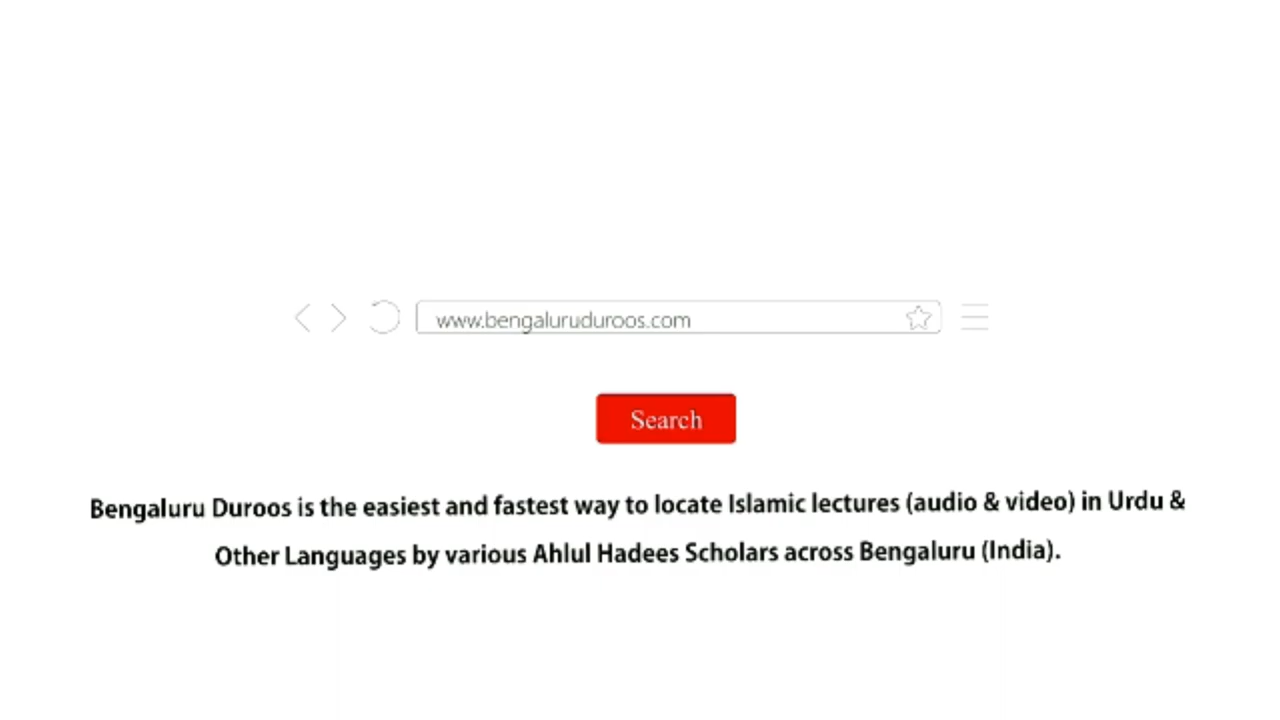 www.bengaluruduroos.com
Search
Bengaluru Duroos is the easiest and fastest way to locate Islamic lectures (audio & video) in Urdu &
Other Languages by various Ahlul Hadees Scholars across Bengaluru (India).